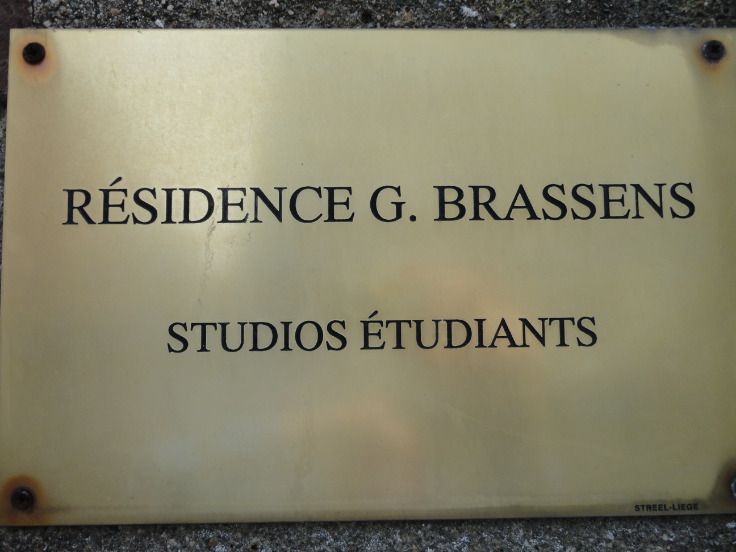 RÉSIDENCE G. BRASSENS
STUDIOS ÉTUDIANTS
STREEL-LIEGE